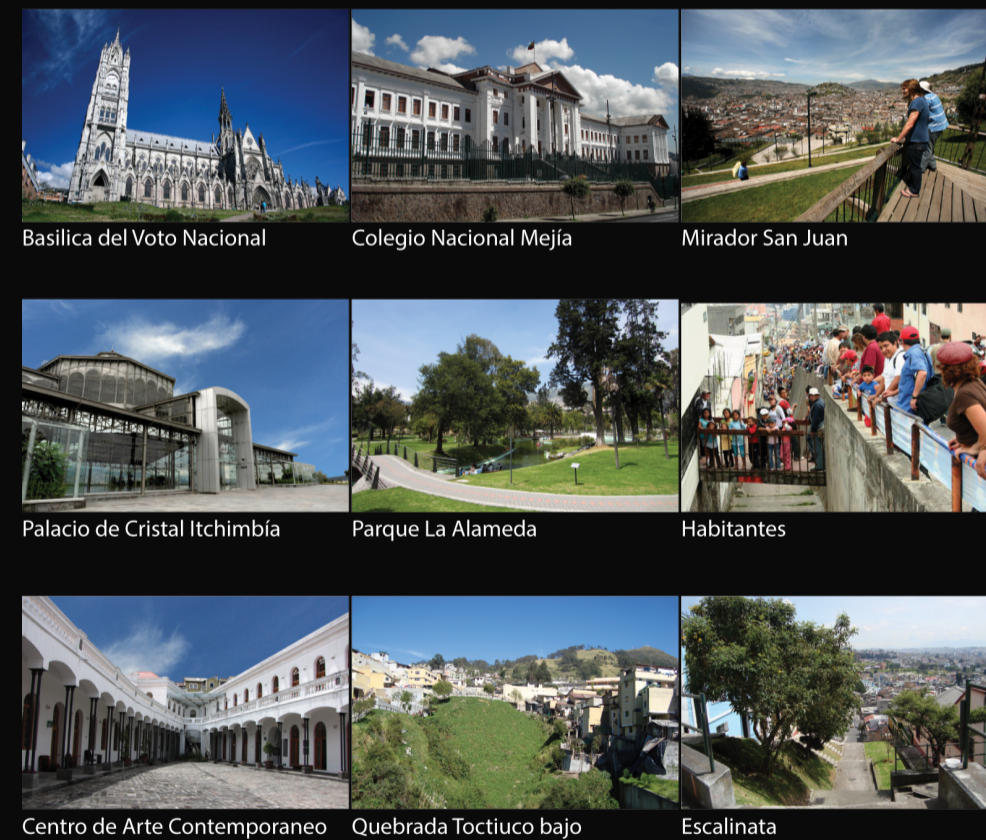 Basilica del Voto Nacional
Colegio Nacional Mejía
Mirador San Juan
Palacio de Cristal Itchimbía
Parque La Alameda
Habitantes
Centro de Arte Contemporaneo
Quebrada Toctiuco bajo
Escalinata